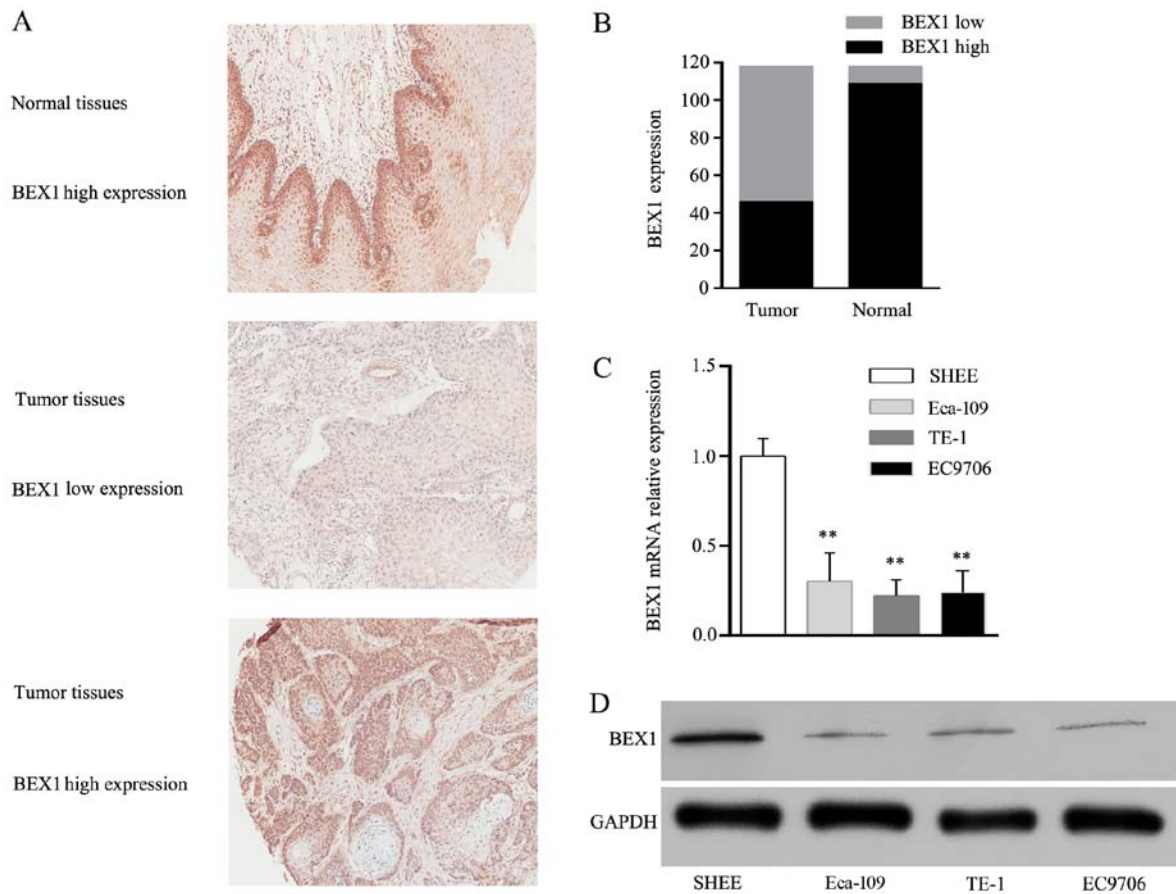 A
Normal tissues
BEX1 high expression
Tumor tissues
BEX1 low expression
Tumor tissues
BEX1 high expression
B
BEX1 low
BEX1 high
BEX1 expression
120
100
80
60
40
20
0
Tumor Normal
C
BEX1 mRNA relative expression
1.5
1.0
0.5
0.0
SHEE
Eca-109
TE-1
EC9706
** ** **
D
BEX1
GAPDH
SHEE Eca-109 TE-1 EC9706